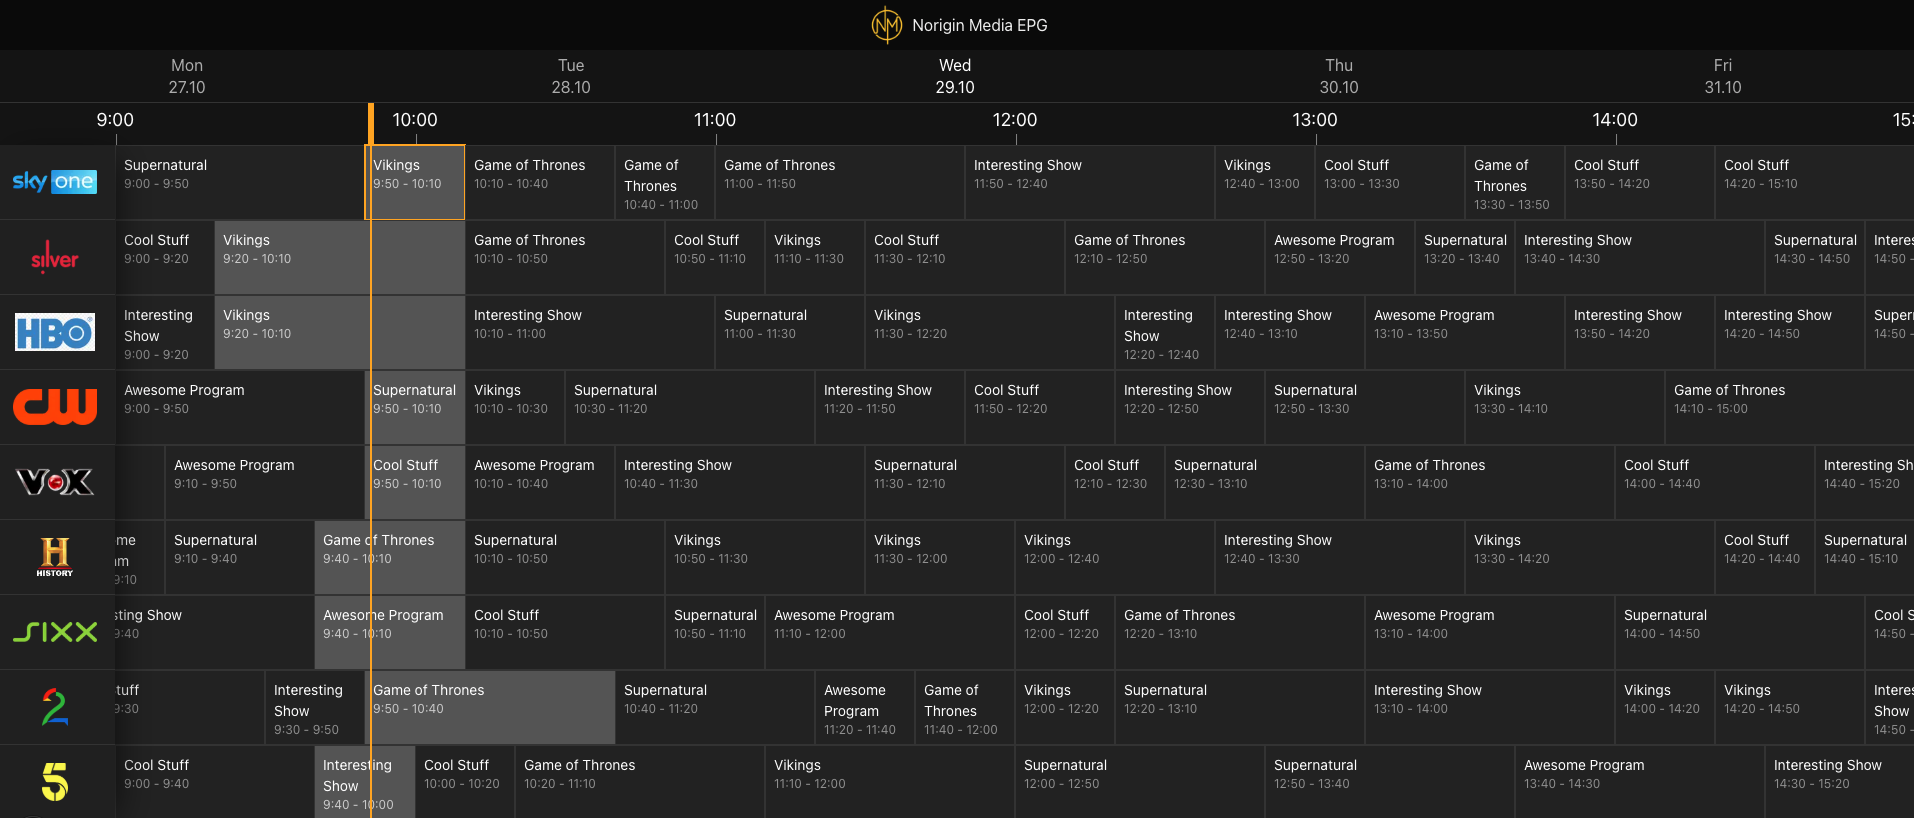 NM Norigin Media EPG
Mon Tue Wed Thu Fri
27.10 28.10 29.10 30.10 31.10
9:00 10:00 11:00 12:00 13:00 14:00 15:
sky one
Supernatural
9:00 - 9:50
Vikings
9:50 - 10:10
Game of Thrones
10:10 - 10:40
Game of
Thrones
10:40 - 11:00
Game of Thrones
11:00 - 11:50
Interesting Show
11:50 - 12:40
Vikings
12:40 - 13:00
Cool Stuff
13:00 - 13:30
Game of
Thrones
13:30 - 13:50
Cool Stuff
13:50 - 14:20
Cool Stuff
14:20 - 15:10
silver
Cool Stuff
9:00 - 9:20
Vikings
9:20 - 10:10
Game of Thrones
10:10 - 10:50
Cool Stuff
10:50 - 11:10
Vikings
11:10 - 11:30
Cool Stuff
11:30 - 12:10
Game of Thrones
12:10 - 12:50
Awesome Program
12:50 - 13:20
Supernatural
13:20 - 13:40
Interesting Show
13:40 - 14:30
Supernatural
14:30 - 14:50
Interes
14:50 -
HBO
Interesting
Show
9:00 - 9:20
Vikings
9:20 - 10:10
Interesting Show
10:10 - 11:00
Supernatural
11:00 - 11:30
Vikings
11:30 - 12:20
Interesting
Show
12:20 - 12:40
Interesting Show
12:40 - 13:10
Awesome Program
13:10 - 13:50
Interesting Show
13:50 - 14:20
Interesting Show
14:20 - 14:50
Super
14:50 -
CW
Awesome Program
9:00 - 9:50
Supernatural
9:50 - 10:10
Vikings
10:10 - 10:30
Supernatural
10:30 - 11:20
Interesting Show
11:20 - 11:50
Cool Stuff
11:50 - 12:20
Interesting Show
12:20 - 12:50
Supernatural
12:50 - 13:30
Vikings
13:30 - 14:10
Game of Thrones
14:10 - 15:00
VOX
Awesome Program
9:10 - 9:50
Cool Stuff
9:50 - 10:10
Awesome Program
10:10 - 10:40
Interesting Show
10:40 - 11:30
Supernatural
11:30 - 12:10
Cool Stuff
12:10 - 12:30
Supernatural
12:30 - 13:10
Game of Thrones
13:10 - 14:00
Cool Stuff
14:00 - 14:40
Interesting Sh
14:40 - 15:20
H
HISTORY
me
am
9:10
Supernatural
9:10 - 9:40
Game of Thrones
9:40 - 10:10
Supernatural
10:10 - 10:50
Vikings
10:50 - 11:30
Vikings
11:30 - 12:00
Vikings
12:00 - 12:40
Interesting Show
12:40 - 13:30
Vikings
13:30 - 14:20
Cool Stuff
14:20 - 14:40
Supernatural
14:40 - 15:10
sixx
sting Show
9:40
Awesome Program
9:40 - 10:10
Cool Stuff
10:10 - 10:50
Supernatural
10:50 - 11:10
Awesome Program
11:10 - 12:00
Cool Stuff
12:00 - 12:20
Game of Thrones
12:20 - 13:10
Awesome Program
13:10 - 14:00
Supernatural
14:00 - 14:50
Cool S
14:50 -
2
tuff
9:30
Interesting
Show
9:30 - 9:50
Game of Thrones
9:50 - 10:40
Supernatural
10:40 - 11:20
Awesome
Program
11:20 - 11:40
Game of
Thrones
11:40 - 12:00
Vikings
12:00 - 12:20
Supernatural
12:20 - 13:10
Interesting Show
13:10 - 14:00
Vikings
14:00 - 14:20
Vikings
14:20 - 14:50
Interes
Show
14:50 -
5
Cool Stuff
9:00 - 9:40
Interesting
Show
9:40 - 10:00
Cool Stuff
10:00 - 10:20
Game of Thrones
10:20 - 11:10
Vikings
11:10 - 12:00
Supernatural
12:00 - 12:50
Supernatural
12:50 - 13:40
Awesome Program
13:40 - 14:30
Interesting Show
14:30 - 15:20